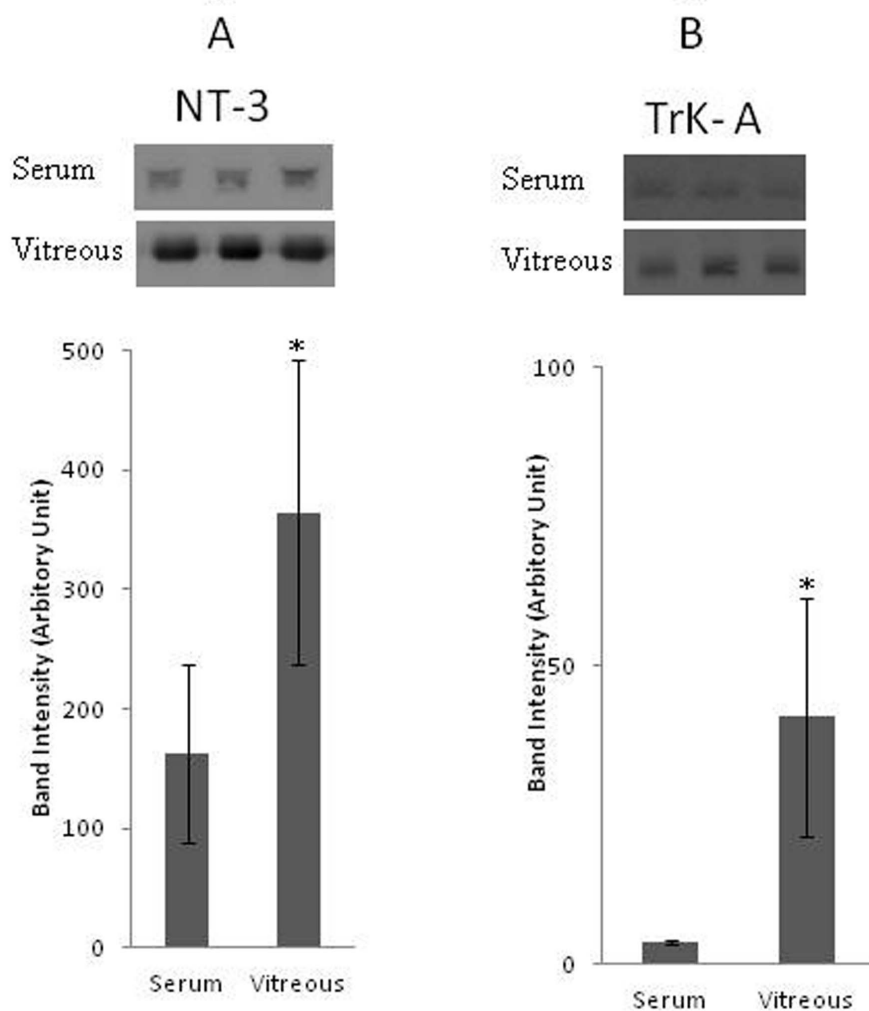 A
NT-3
Serum
Vitreous
500
400
300
200
100
0
Band Intensity (Arbitory Unit)
*
Serum Vitreous
B
TrK- A
Serum
Vitreous
100
50
0
Band Intensity (Arbitory Unit)
*
Serum Vitreous